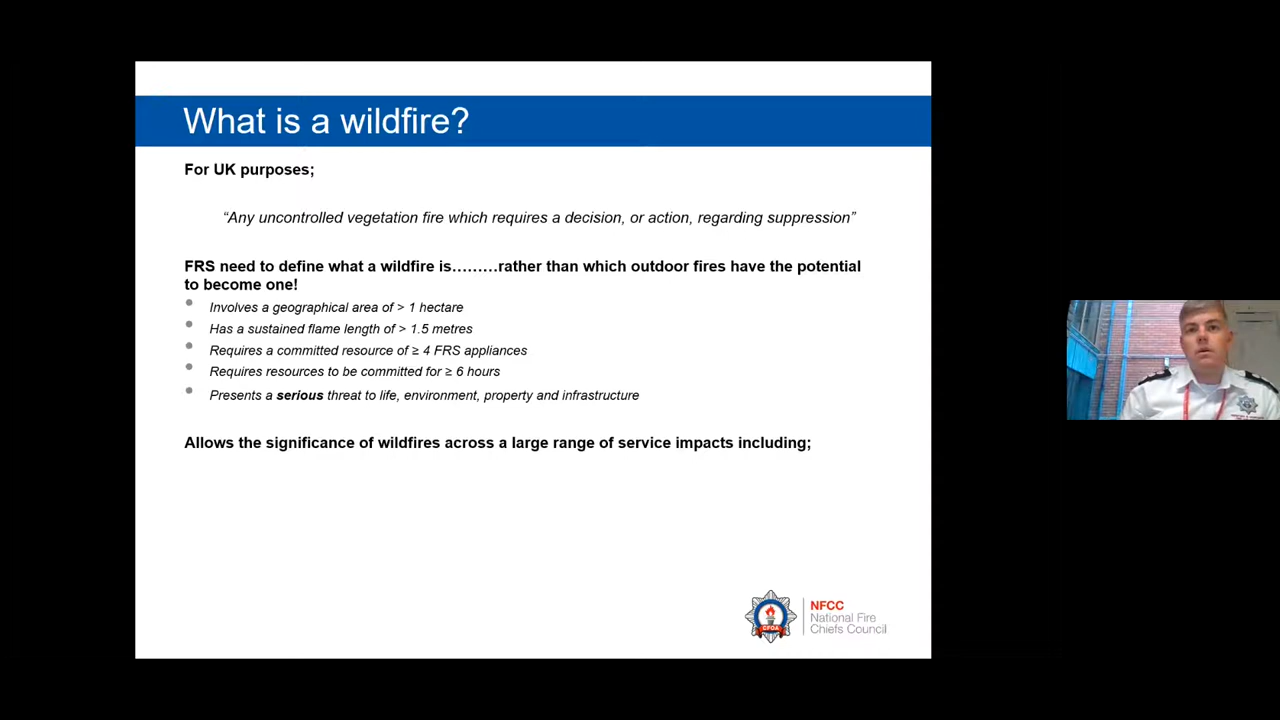 What is a wildfire?
For UK purposes;
“Any uncontrolled vegetation fire which requires a decision, or action, regarding suppression”
FRS need to define what a wildfire is………rather than which outdoor fires have the potential
to become one!
• Involves a geographical area of > 1 hectare
• Has a sustained flame length of > 1.5 metres
• Requires a committed resource of ≥ 4 FRS appliances
• Requires resources to be committed for ≥ 6 hours
• Presents a serious threat to life, environment, property and infrastructure
Allows the significance of wildfires across a large range of service impacts including;
CFOA
NFCC
National Fire
Chiefs Council